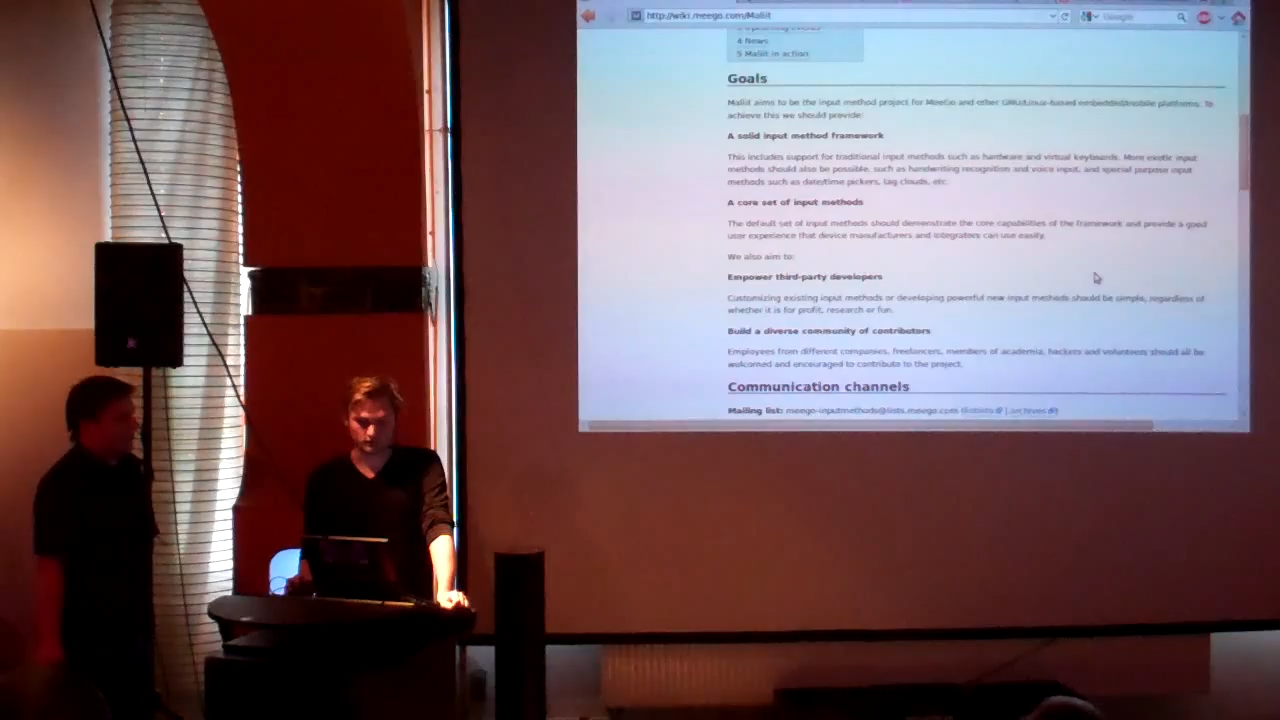 http://wiki.meego.com/Maliit
Google
4 News
5 Maliit in action
Goals
Maliit aims to be the input method project for MeeGo and other GNU/Linux-based embedded/mobile platforms. To
achieve this we should provide:
A solid input method framework
This includes support for traditional input methods such as hardware and virtual keyboards. More exotic input
methods should also be possible, such as handwriting recognition and voice input, and special purpose input
methods such as date/time pickers, tag clouds, etc.
A core set of input methods
The default set of input methods should demonstrate the core capabilities of the framework and provide a good
user experience that device manufacturers and integrators can use easily.
We also aim to:
Empower third-party developers
Customizing existing input methods or developing powerful new input methods should be simple, regardless of
whether it is for profit, research or fun.
Build a diverse community of contributors
Employees from different companies, freelancers, members of academia, hackers and volunteers should all be
welcomed and encouraged to contribute to the project.
Communication channels
Mailing list: meego-inputmethods@lists.meego.com | archives